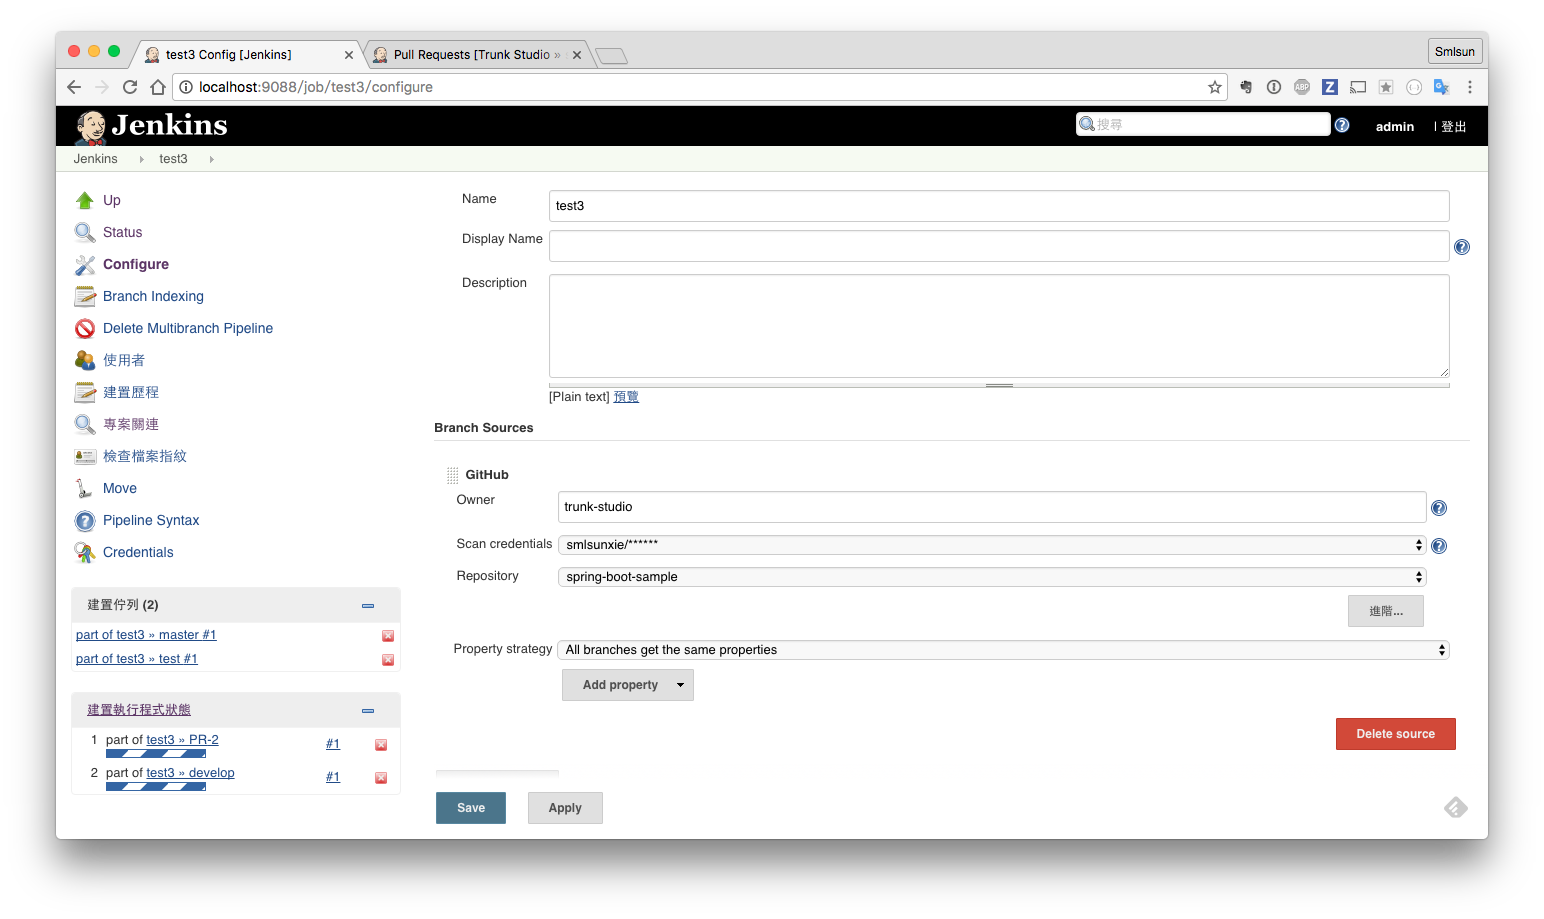 test3 Config [Jenkins]
Pull Requests [Trunk Studio »
Smlsun
localhost:9088/job/test3/configure
ABP
Z
Jenkins
搜尋
admin
| 登出
Jenkins
test3
Up
Status
Configure
Branch Indexing
Delete Multibranch Pipeline
使用者
建置歷程
專案關連
檢查檔案指紋
Move
Pipeline Syntax
Credentials
建置佇列 (2)
part of test3 » master #1
part of test3 » test #1
建置執行程式狀態
1 part of test3 » PR-2 #1
2 part of test3 » develop #1
Name
test3
Display Name
Description
[Plain text] 預覽
Branch Sources
GitHub
Owner
trunk-studio
Scan credentials
smlsunxie/******
Repository
spring-boot-sample
進階...
Property strategy
All branches get the same properties
Add property
Delete source
Save
Apply